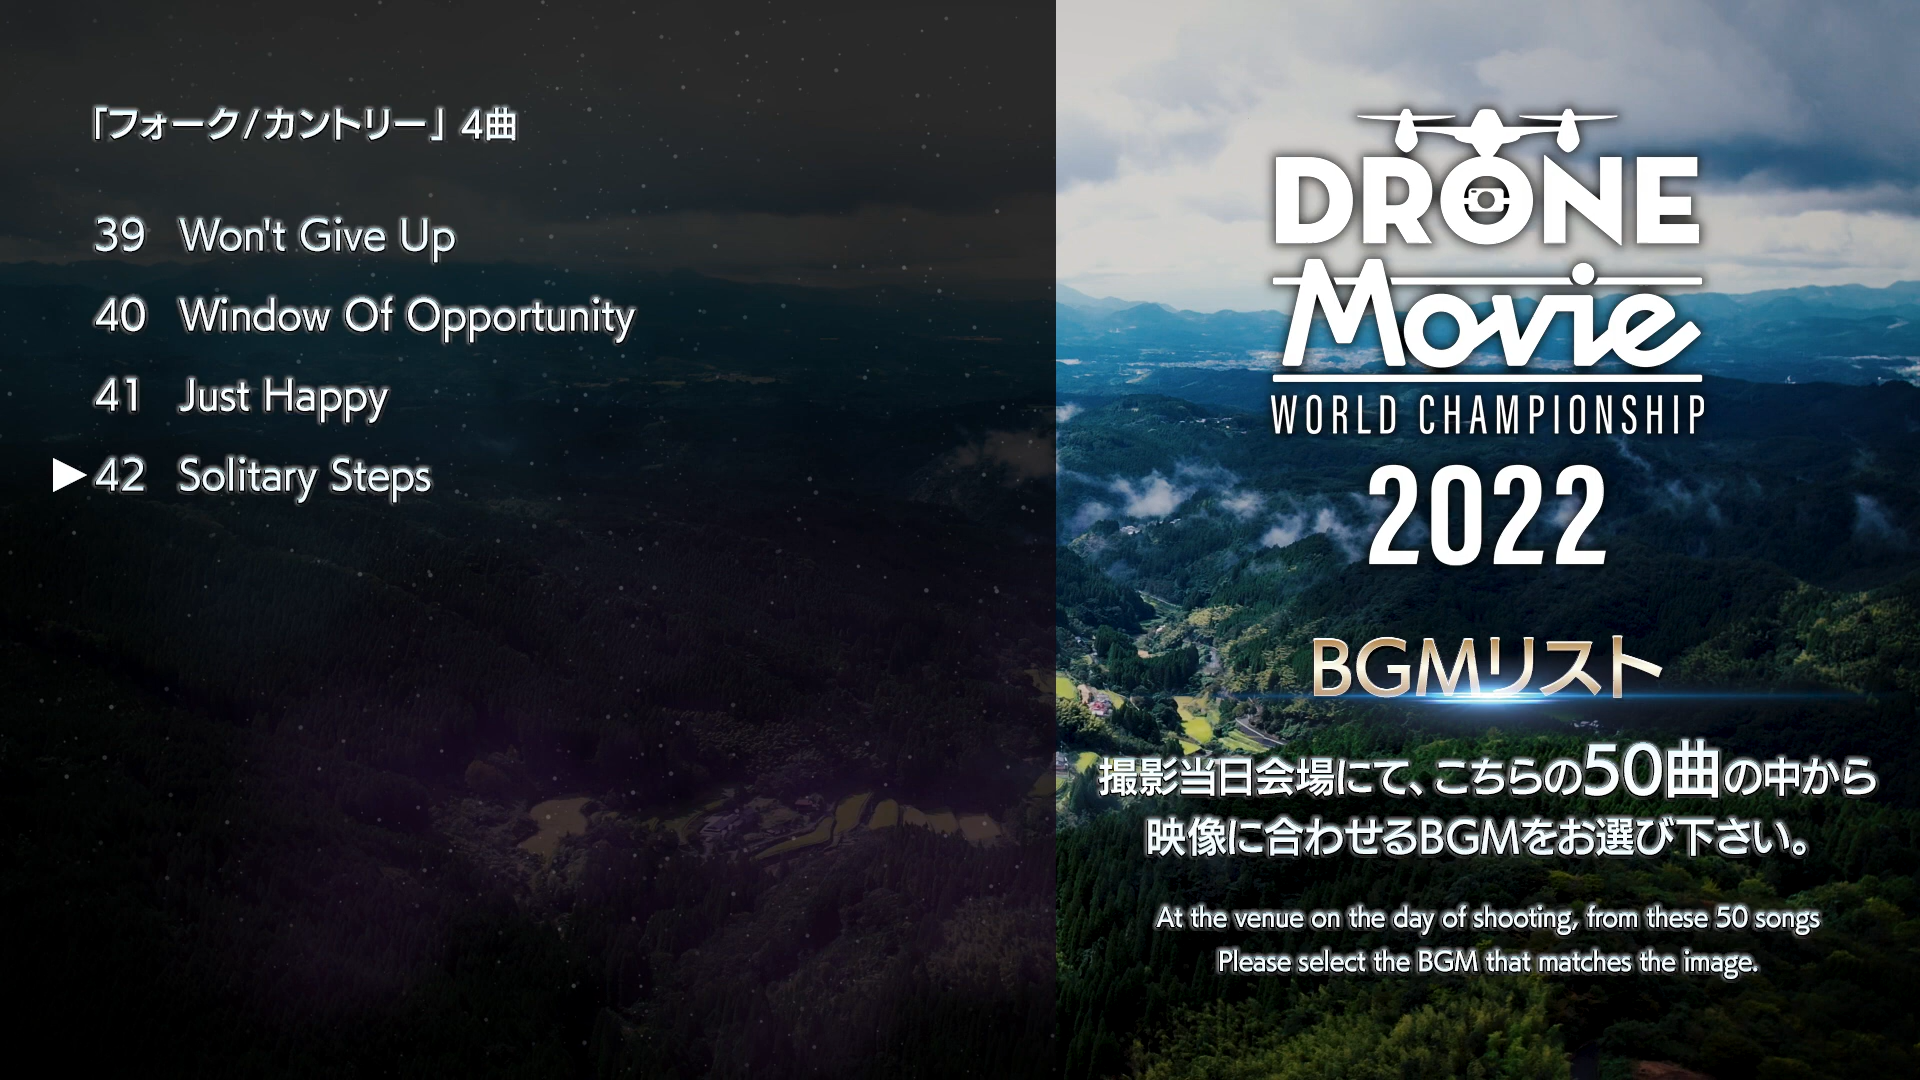 「フォーク/カントリー」 4曲
39 Won't Give Up
40 Window Of Opportunity
41 Just Happy
▶42 Solitary Steps
DRONE
Movie
WORLD CHAMPIONSHIP
2022
BGMリスト
撮影当日会場にて、こちらの50曲の中から
映像に合わせるBGMをお選び下さい。
At the venue on the day of shooting, from these 50 songs
Please select the BGM that matches the image.